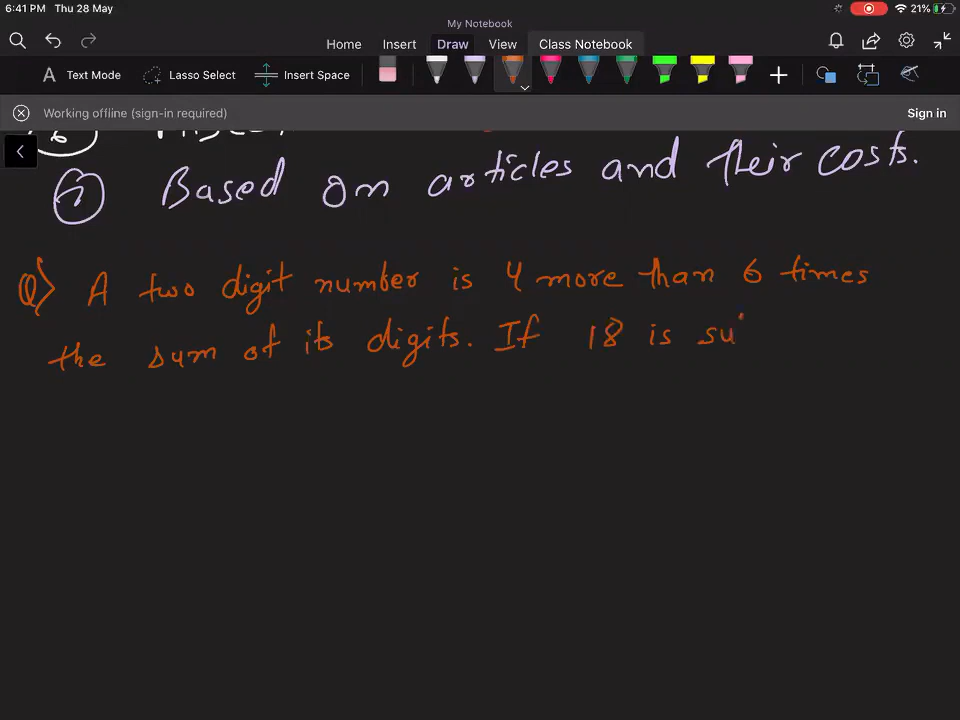 6:41 PM Thu 28 May
21%
My Notebook
Home Insert Draw View Class Notebook
A Text Mode Lasso Select Insert Space
Working offline (sign-in required) Sign in
7 Based on articles and their costs.
Q> A two digit number is 4 more than 6 times
the sum of its digits. If 18 is su